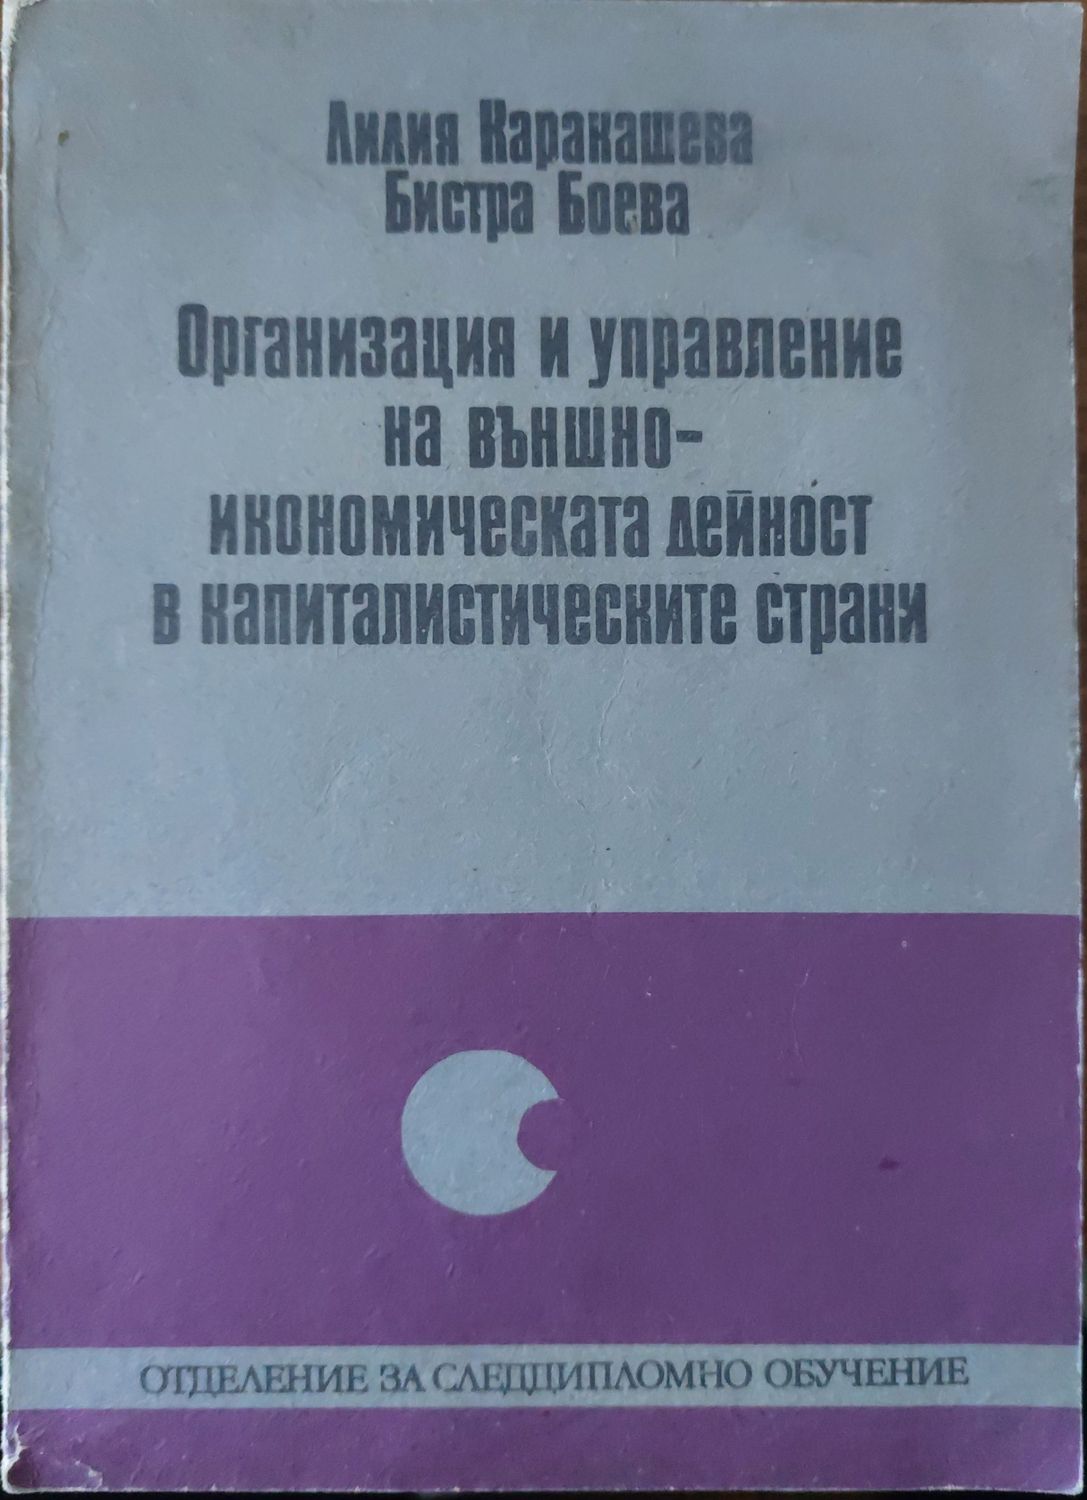 Лилия Каракашева
Бистра Боева
Организация и управление
на външно-
икономическата дейност
в капиталистическите страни
ОТДЕЛЕНИЕ ЗА СЛЕДДИПЛОМНО ОБУЧЕНИЕ